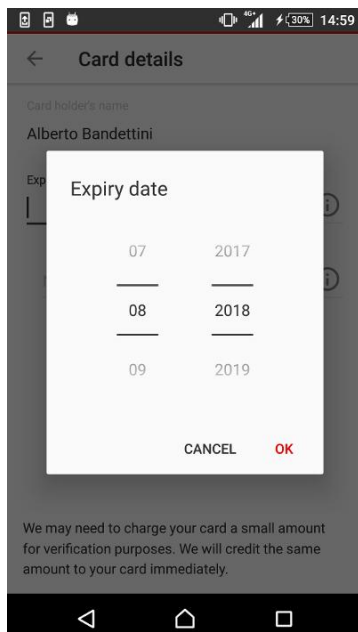 4G+ 30% 14:59
Card details
Card holder's name
Alberto Bandettini
Exp
Expiry date
07 2017
08 2018
09 2019
CANCEL OK
We may need to charge your card a small amount
for verification purposes. We will credit the same
amount to your card immediately.